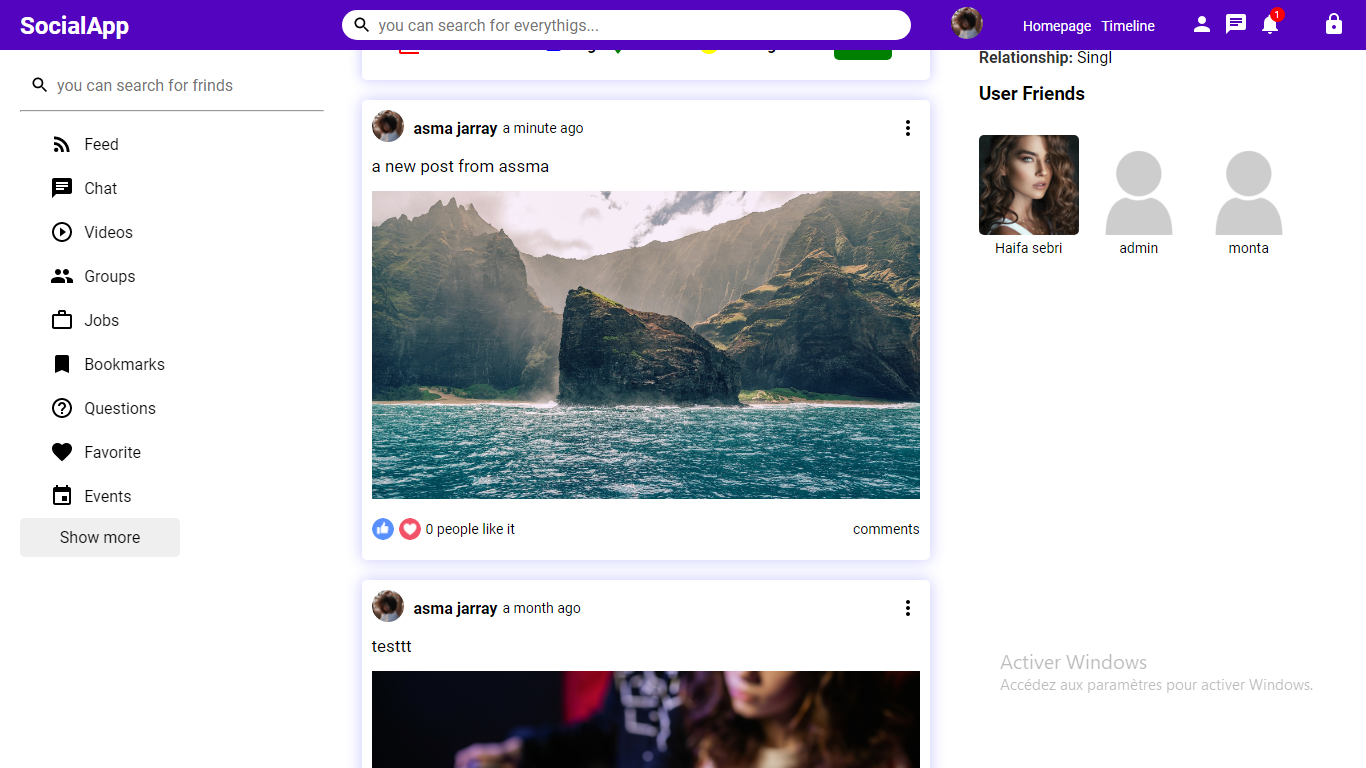 SocialApp
you can search for everythigs...
Homepage Timeline
1
you can search for frinds
Feed
Chat
Videos
Groups
Jobs
Bookmarks
Questions
Favorite
Events
Show more
asma jarray a minute ago
a new post from assma
0 people like it
comments
asma jarray a month ago
testtt
Relationship: Singl
User Friends
Haifa sebri
admin
monta
Activer Windows
Accédez aux paramètres pour activer Windows.